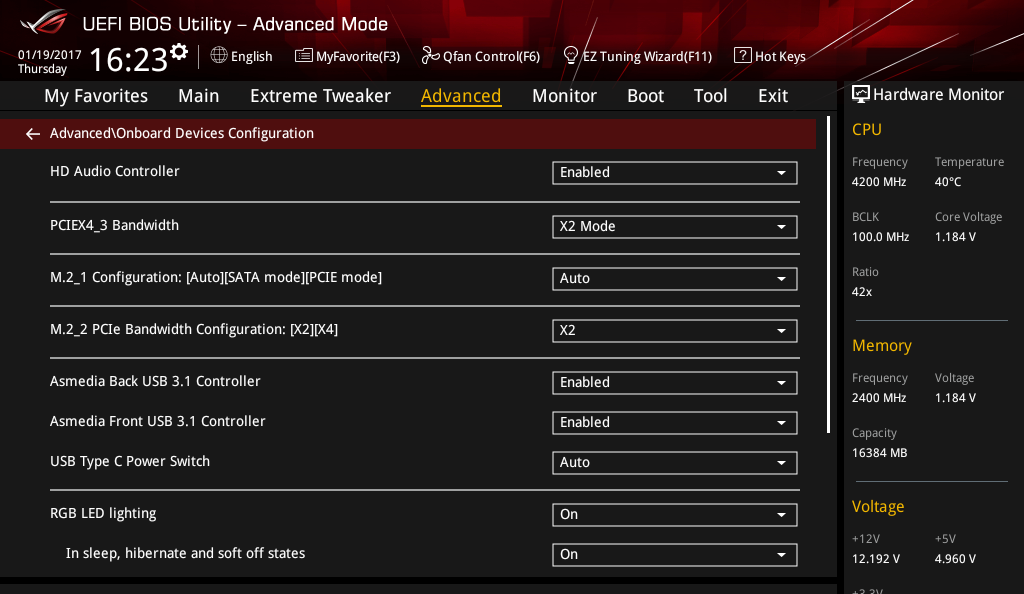 UEFI BIOS Utility – Advanced Mode
01/19/2017
Thursday
16:23
English
MyFavorite(F3)
Qfan Control(F6)
EZ Tuning Wizard(F11)
? Hot Keys
My Favorites Main Extreme Tweaker Advanced Monitor Boot Tool Exit
Advanced\Onboard Devices Configuration
HD Audio Controller Enabled
PCIEX4_3 Bandwidth X2 Mode
M.2_1 Configuration: [Auto][SATA mode][PCIE mode] Auto
M.2_2 PCIe Bandwidth Configuration: [X2][X4] X2
Asmedia Back USB 3.1 Controller Enabled
Asmedia Front USB 3.1 Controller Enabled
USB Type C Power Switch Auto
RGB LED lighting On
In sleep, hibernate and soft off states On
Hardware Monitor
CPU
Frequency Temperature
4200 MHz 40°C
BCLK Core Voltage
100.0 MHz 1.184 V
Ratio
42x
Memory
Frequency Voltage
2400 MHz 1.184 V
Capacity
16384 MB
Voltage
+12V +5V
12.192 V 4.960 V
+3.3V